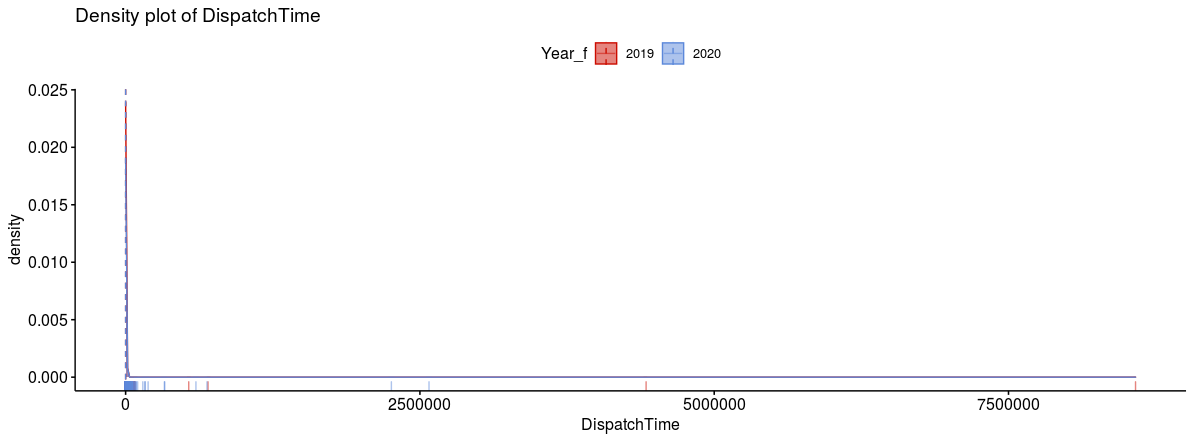 Density plot of DispatchTime
Year_f 2019 2020
0.025
0.020
0.015
0.010
0.005
0.000
density
0 2500000 5000000 7500000
DispatchTime